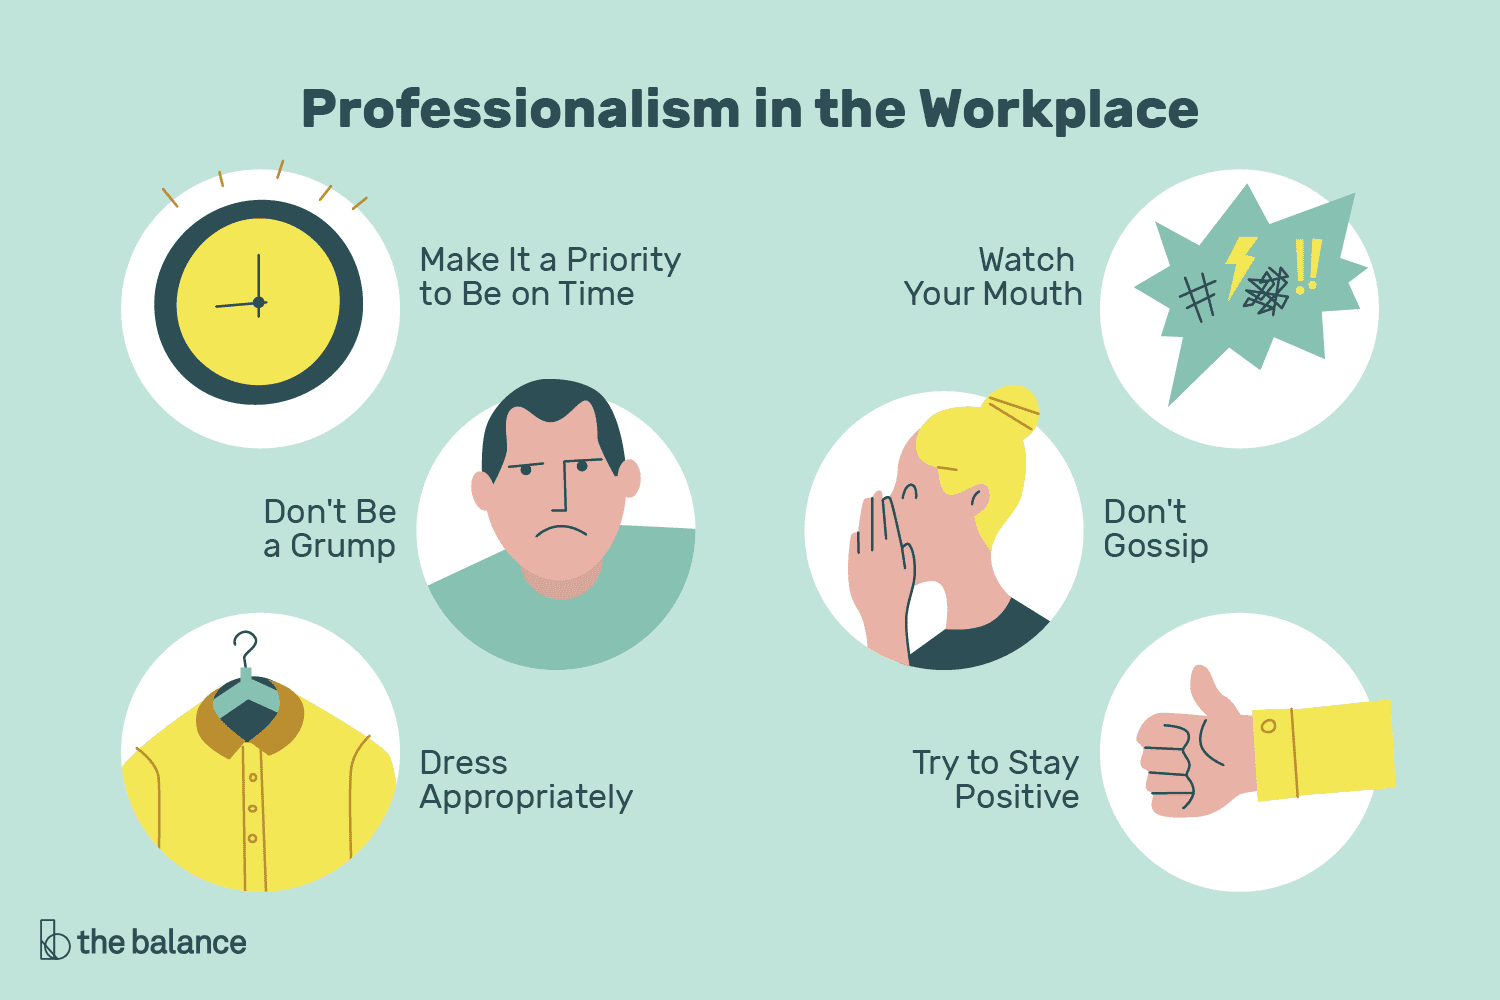 Professionalism in the Workplace
Make It a Priority
to Be on Time
Watch
Your Mouth
Don't Be
a Grump
Don't
Gossip
Dress
Appropriately
Try to Stay
Positive
the balance